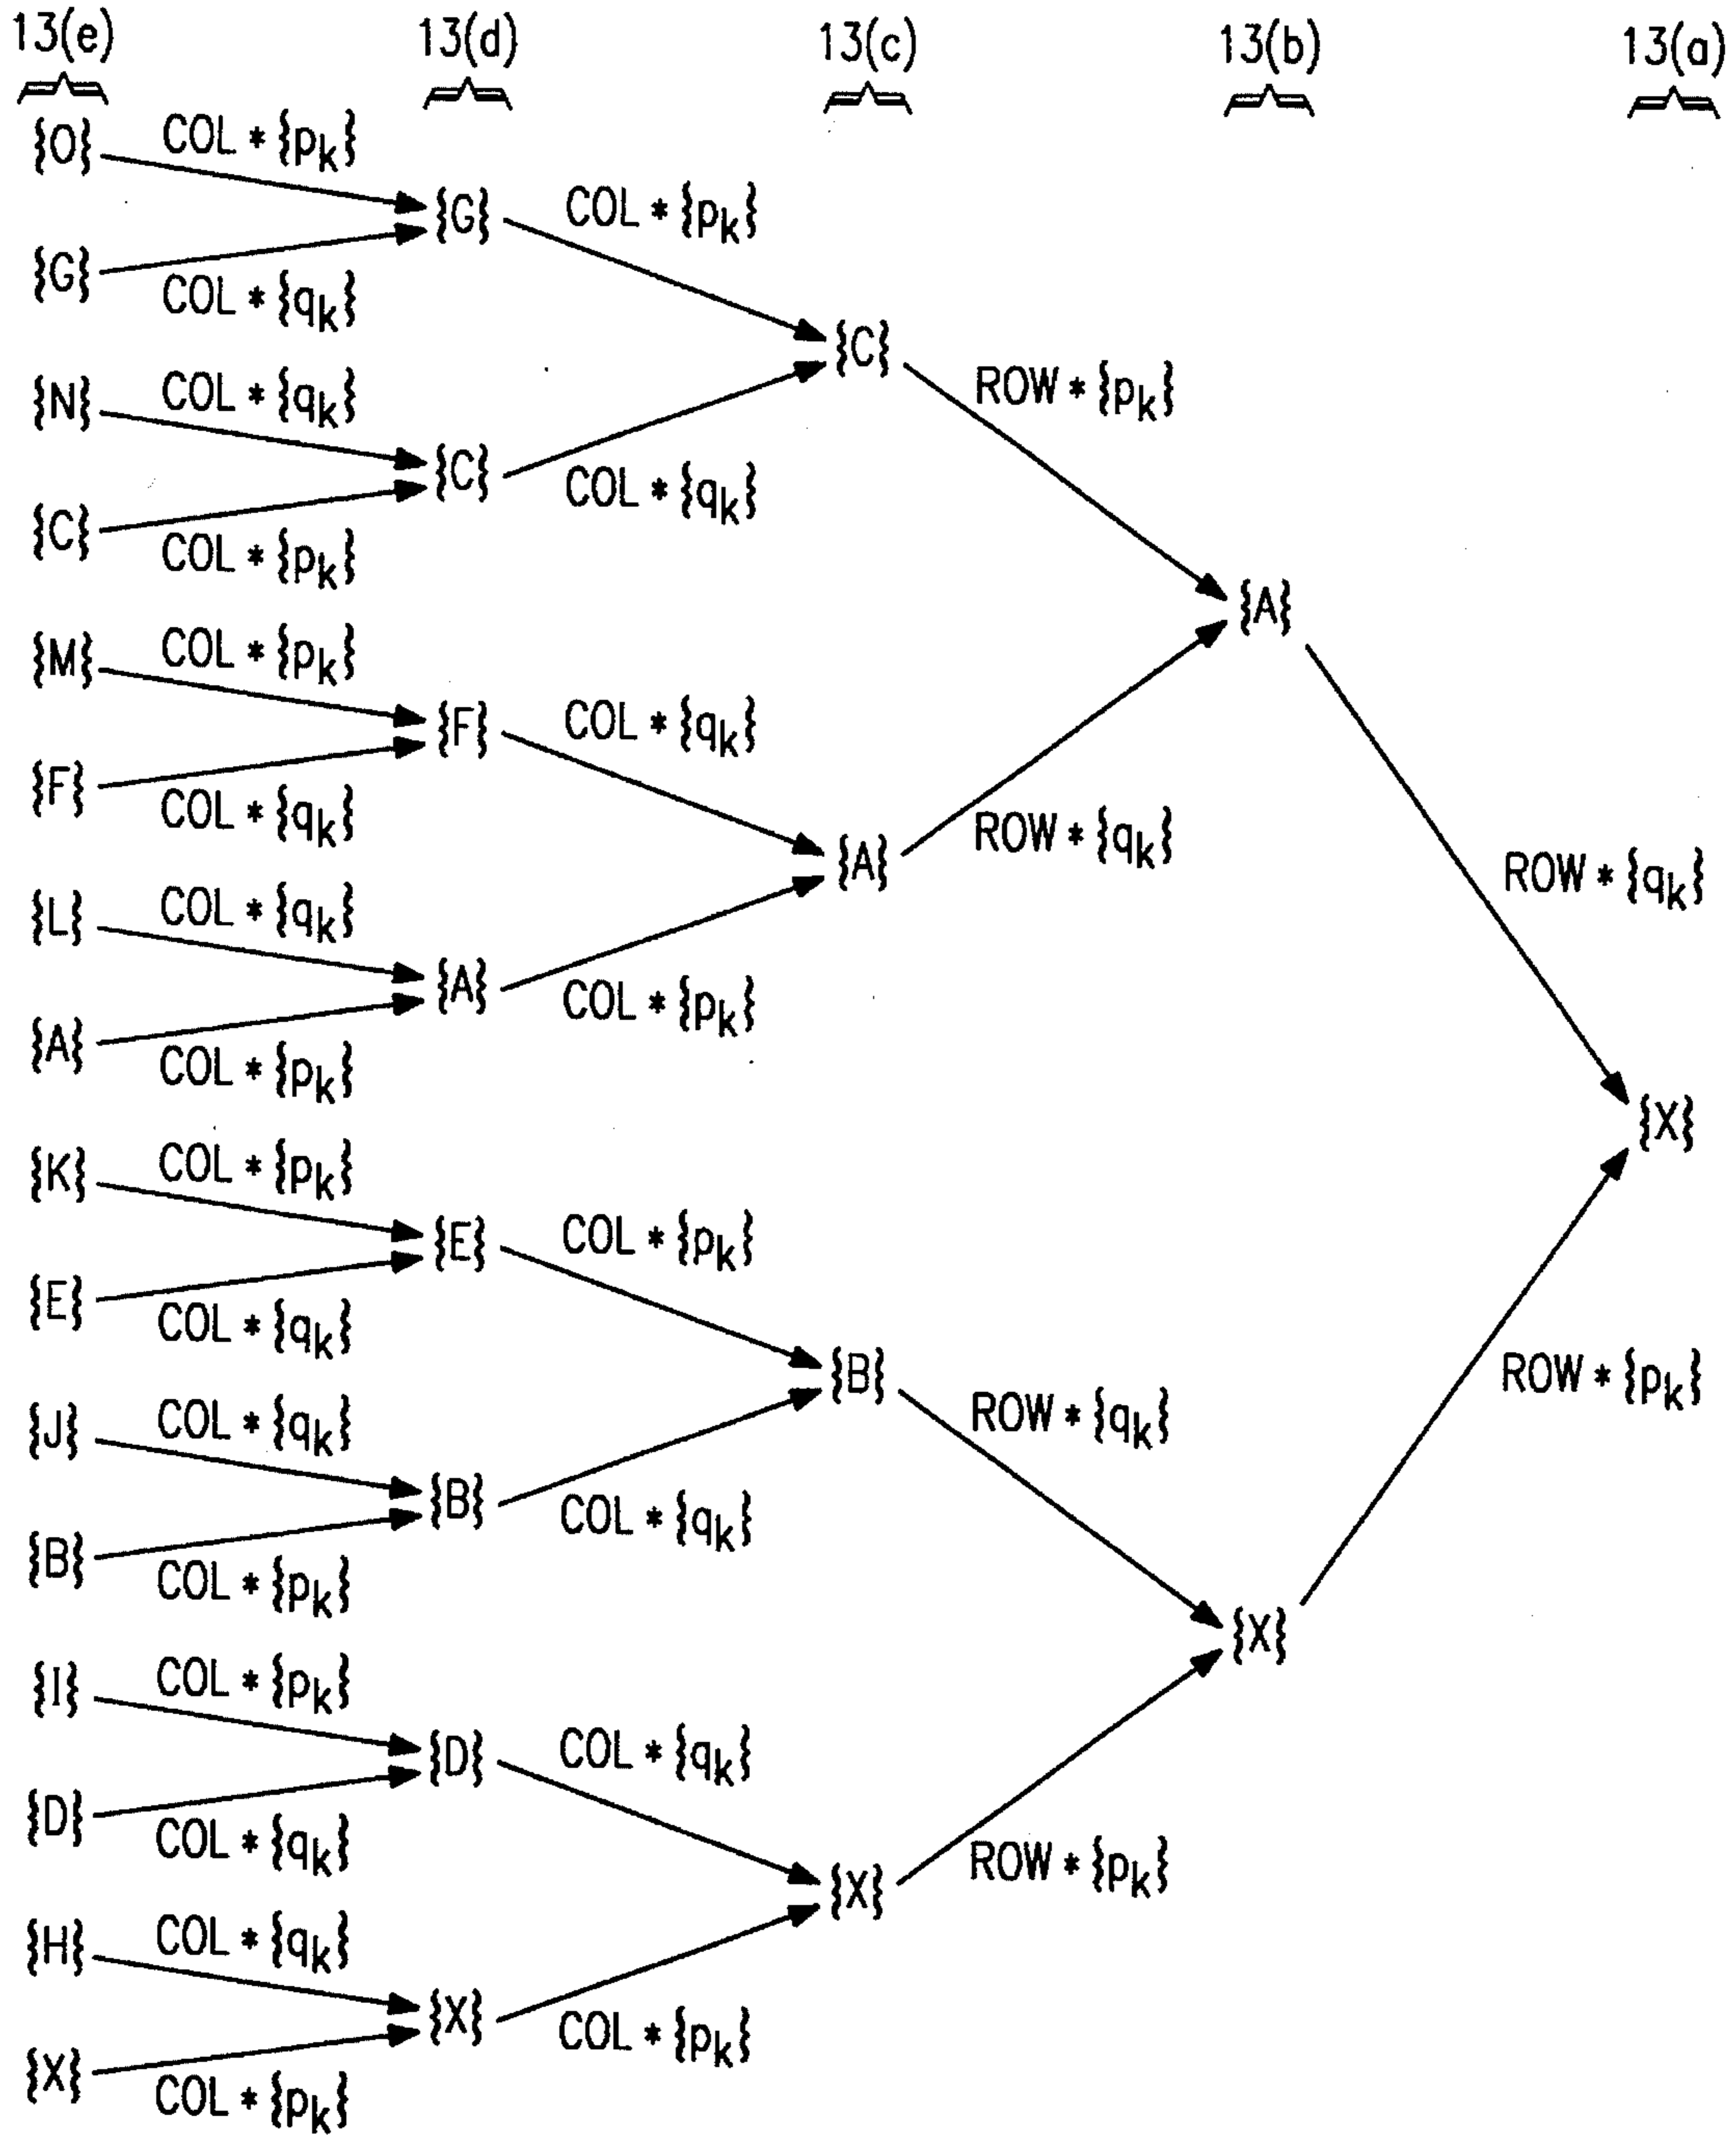 13(e) 13(d) 13(c) 13(b) 13(a)
{O} COL * {pk}
{G} COL * {pk}
{G} COL * {qk}
{C}
{N} COL * {qk} ROW * {pk}
{C} COL * {qk}
{C} COL * {pk}
{A}
{M} COL * {pk}
{F} COL * {qk}
{F} COL * {qk} ROW * {qk}
{A} ROW * {qk}
{L} COL * {qk}
{A} COL * {pk}
{A} COL * {pk}
{X}
{K} COL * {pk}
{E} COL * {pk}
{E} COL * {qk}
{B} ROW * {pk}
{J} COL * {qk} ROW * {qk}
{B} COL * {qk}
{B} COL * {pk}
{X}
{I} COL * {pk}
{D} COL * {qk}
{D} COL * {qk} ROW * {pk}
{X}
{H} COL * {qk}
{X} COL * {pk}
{X} COL * {pk}